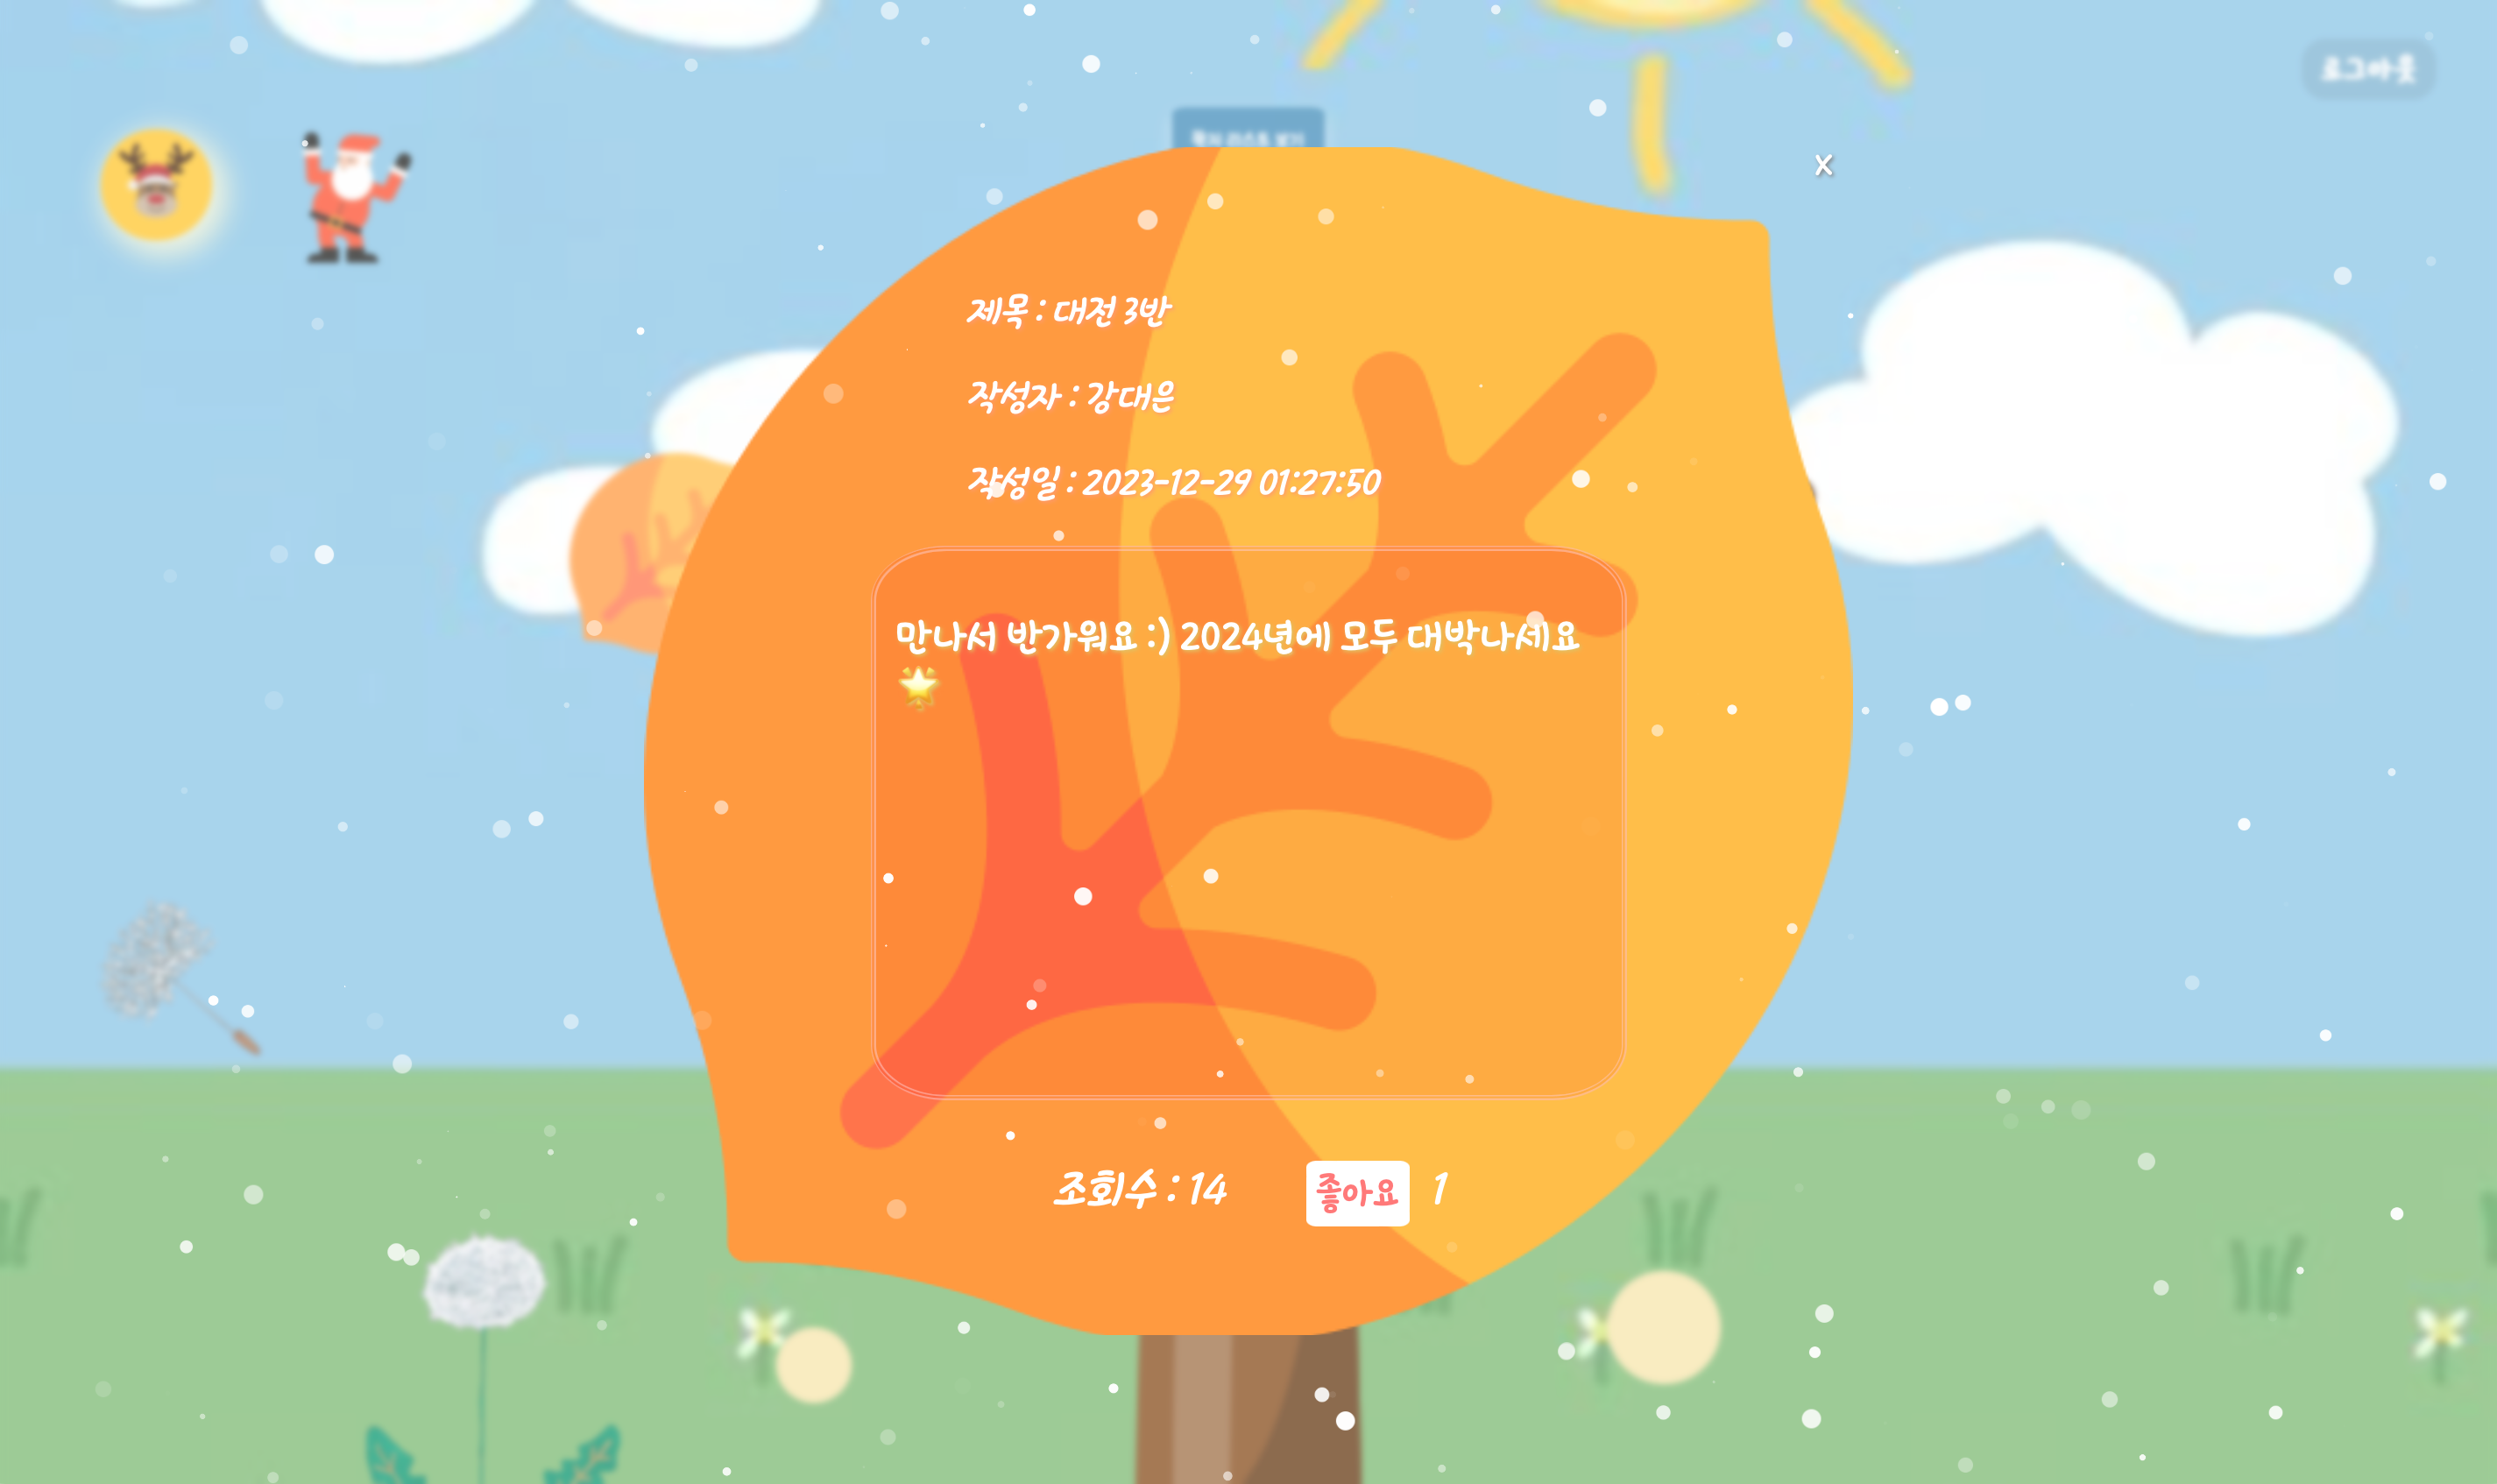 로그아웃
x
제목 : 대전 3반
작성자 : 강대은
작성일 : 2023-12-29 01:27:50
만나서 반가워요 :) 2024년에 모두 대박나세요
🌟
조회수 : 14
좋아요 1